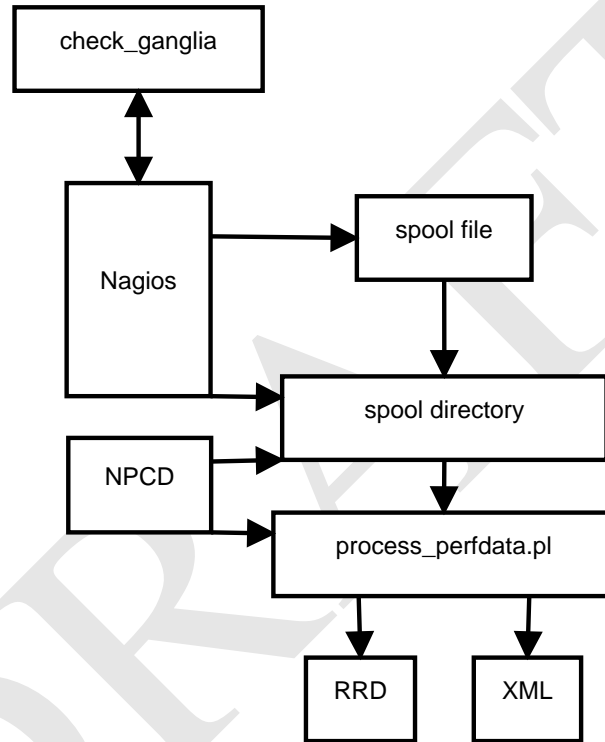 check_ganglia
spool file
Nagios
spool directory
NPCD
process_perfdata.pl
RRD
XML
DRAFT